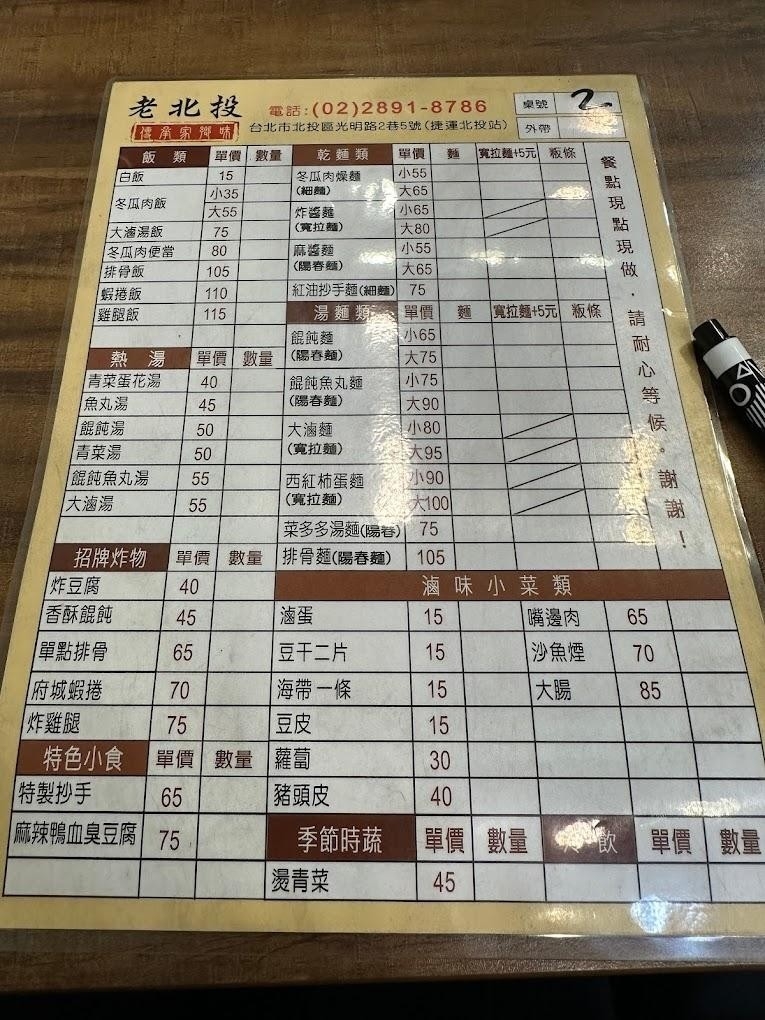 老北投
傳承家鄉味
電話:(02)2891-8786
台北市北投區光明路2巷5號(捷運北投站)
桌號 2
外帶
飯類 單價 數量
白飯 15
冬瓜肉飯 小35
大55
大滷湯飯 75
冬瓜肉便當 80
排骨飯 105
蝦捲飯 110
雞腿飯 115
熱湯 單價 數量
青菜蛋花湯 40
魚丸湯 45
餛飩湯 50
青菜湯 50
餛飩魚丸湯 55
大滷湯 55
招牌炸物 單價 數量
炸豆腐 40
香酥餛飩 45
單點排骨 65
府城蝦捲 70
炸雞腿 75
特色小食 單價 數量
特製抄手 65
麻辣鴨血臭豆腐 75
乾麵類 單價 麵 寬拉麵+5元 粄條
冬瓜肉燥麵 小55
(細麵) 大65
炸醬麵 小65
(寬拉麵) 大80
麻醬麵 小55
(陽春麵) 大65
紅油抄手麵(細麵) 75
湯麵類 單價 麵 寬拉麵+5元 粄條
餛飩麵 小65
(陽春麵) 大75
餛飩魚丸麵 小75
(陽春麵) 大90
大滷麵 小80
(寬拉麵) 大95
西紅柿蛋麵 小90
(寬拉麵) 大100
菜多多湯麵(陽春) 75
排骨麵(陽春麵) 105
滷味小菜類
滷蛋 15 嘴邊肉 65
豆干二片 15 沙魚煙 70
海帶一條 15 大腸 85
豆皮 15
蘿蔔 30
豬頭皮 40
季節時蔬 單價 數量
燙青菜 45
飲 單價 數量
餐點現點現做．請耐心等候。謝謝！